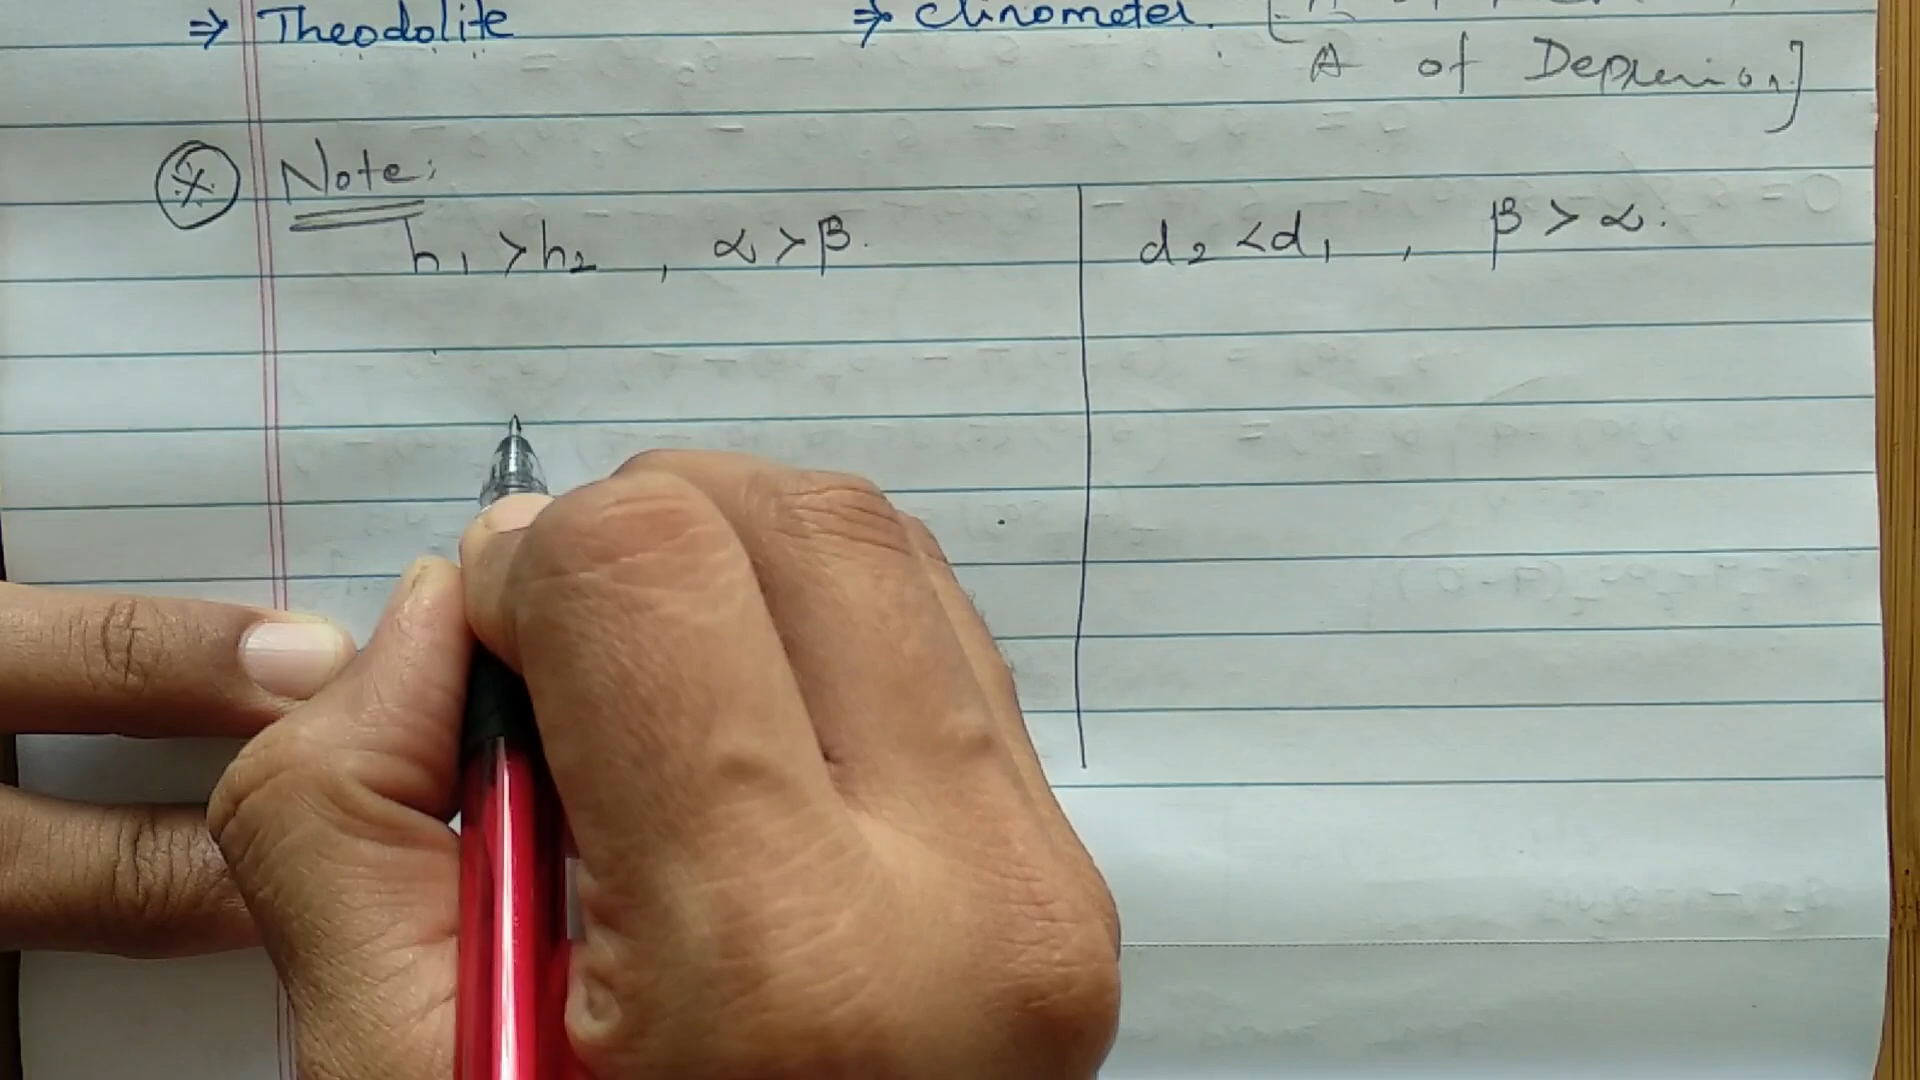 ⇒ Theodolite ⇒ Clinometer. [
A of Depression]
* Note:
h₁ > h₂ , α > β.
d₂ < d₁ , β > α.